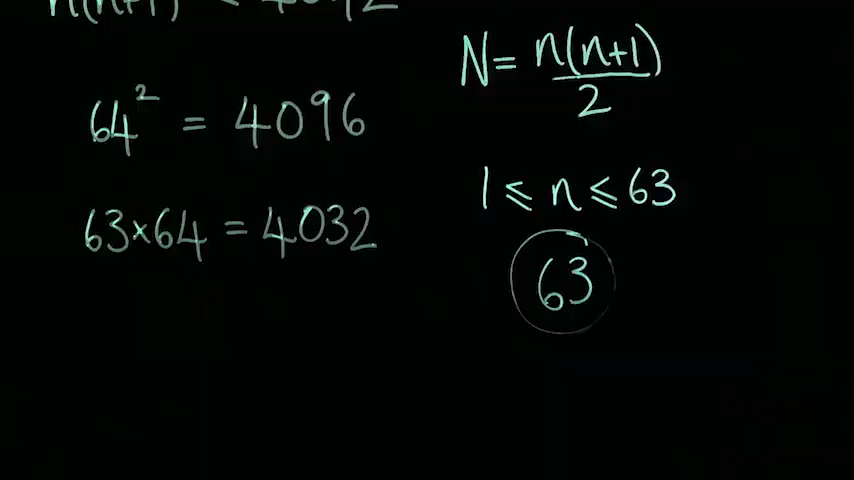 64² = 4096
63×64 = 4032
N = n(n+1)/2
1 ⩽ n ⩽ 63
63